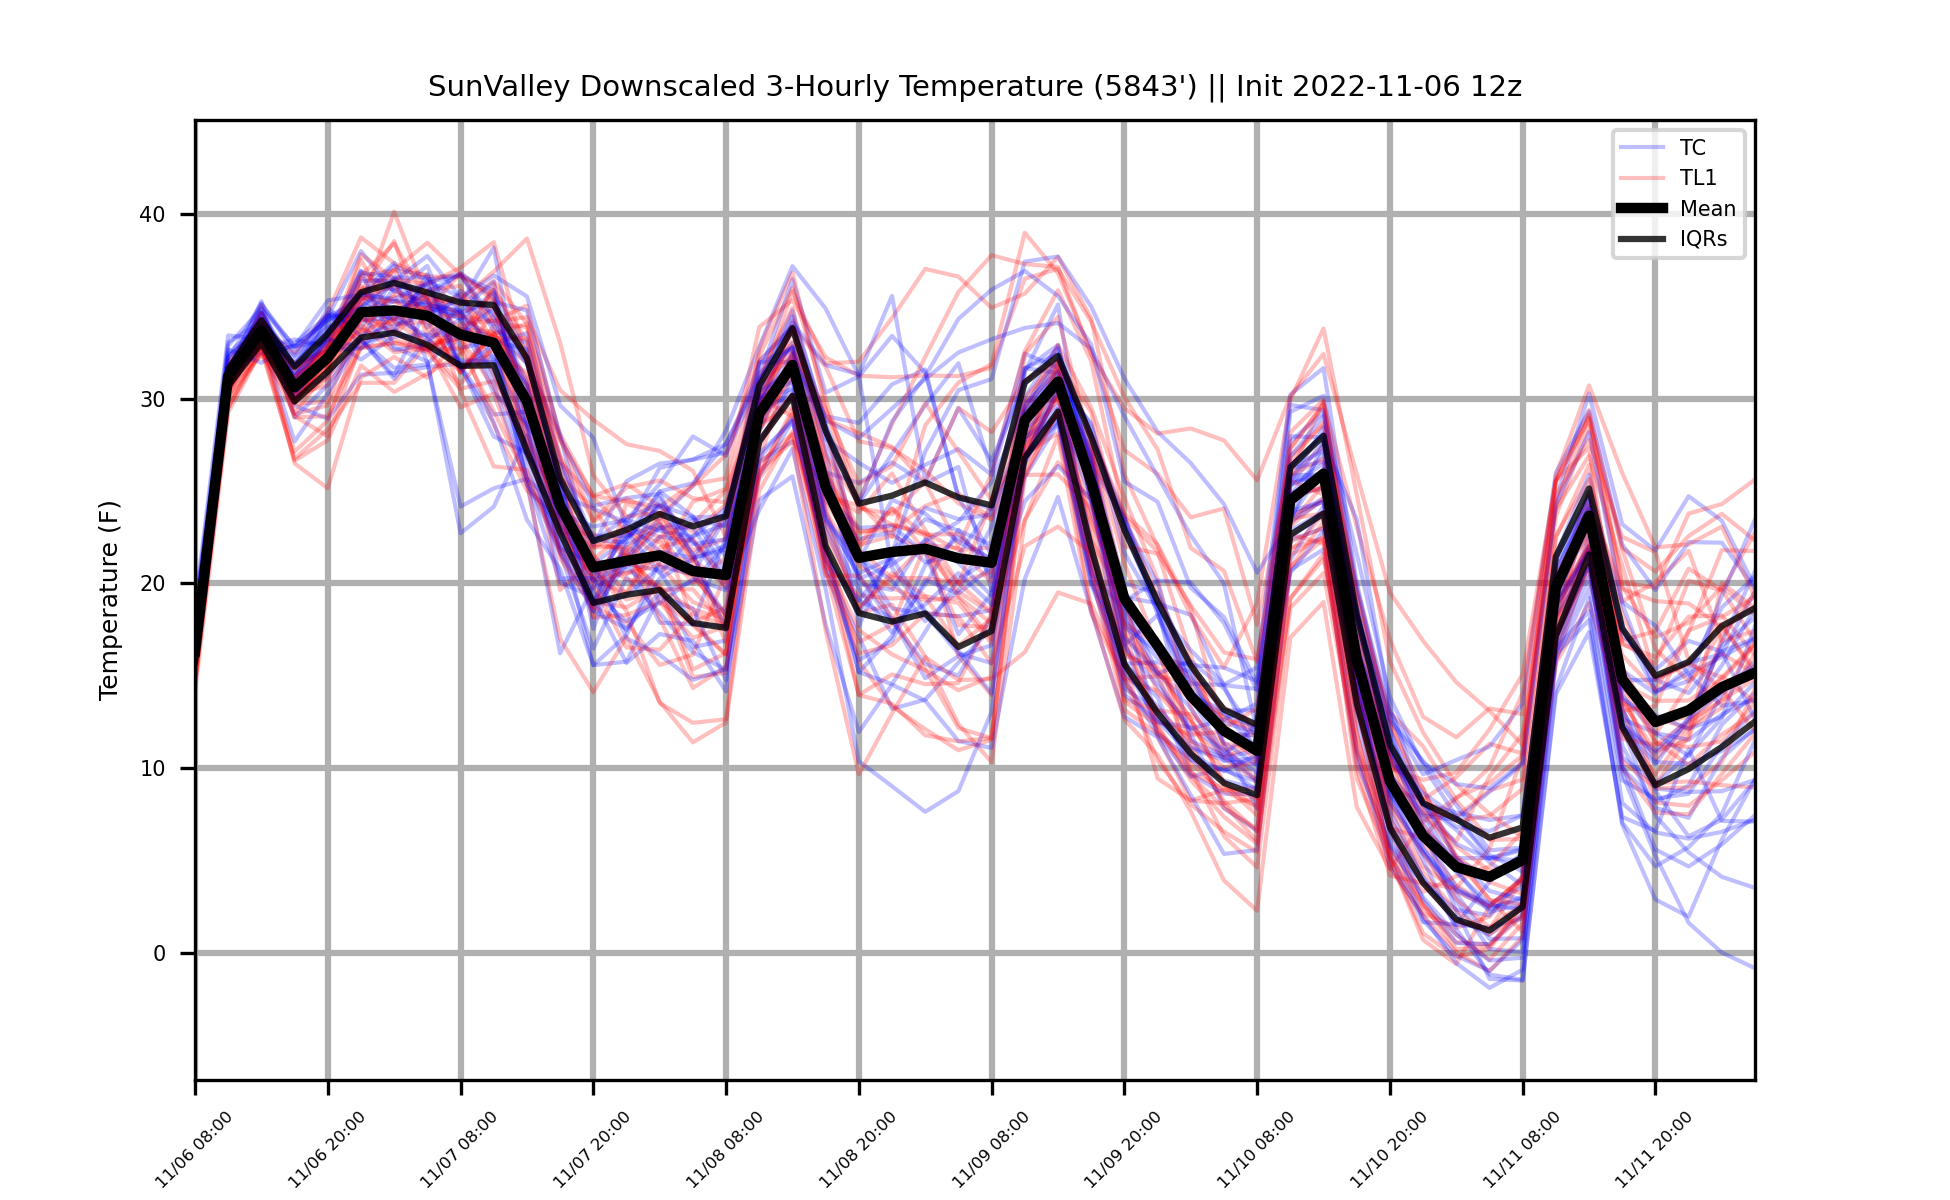 SunValley Downscaled 3-Hourly Temperature (5843') || Init 2022-11-06 12z
TC
TL1
Mean
IQRs
Temperature (F)
40
30
20
10
0
11/06 08:00
11/06 20:00
11/07 08:00
11/07 20:00
11/08 08:00
11/08 20:00
11/09 08:00
11/09 20:00
11/10 08:00
11/10 20:00
11/11 08:00
11/11 20:00